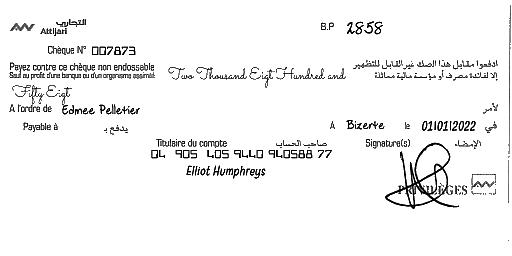 التجاري
Attijari
B.P 2858
Chèque N° 007873
Payez contre ce chèque non endossable
Sauf au profit d'une banque ou d'un organisme assimilé
Two Thousand Eigt Hundred and
ادفعوا مقابل هذا الصك غير القابل للتظهير
إلا لفائدة مصرف أو مؤسسة مالية مماثلة
Fifty Eigt
A l'ordre de Edmee Pelletier لأمر
Payable à يدفع بـ
A Bizerte le 01/01/2022 في
Titulaire du compte صاحب الحساب Signature(s) الإمضاء
04 905 405 9440 940588 77
Elliot Humphreys
PRIVILÈGES